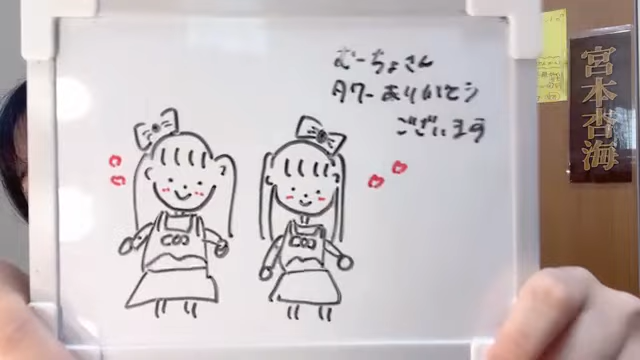 むーちょさん
タワーありがとう
ございます
宮本杏海